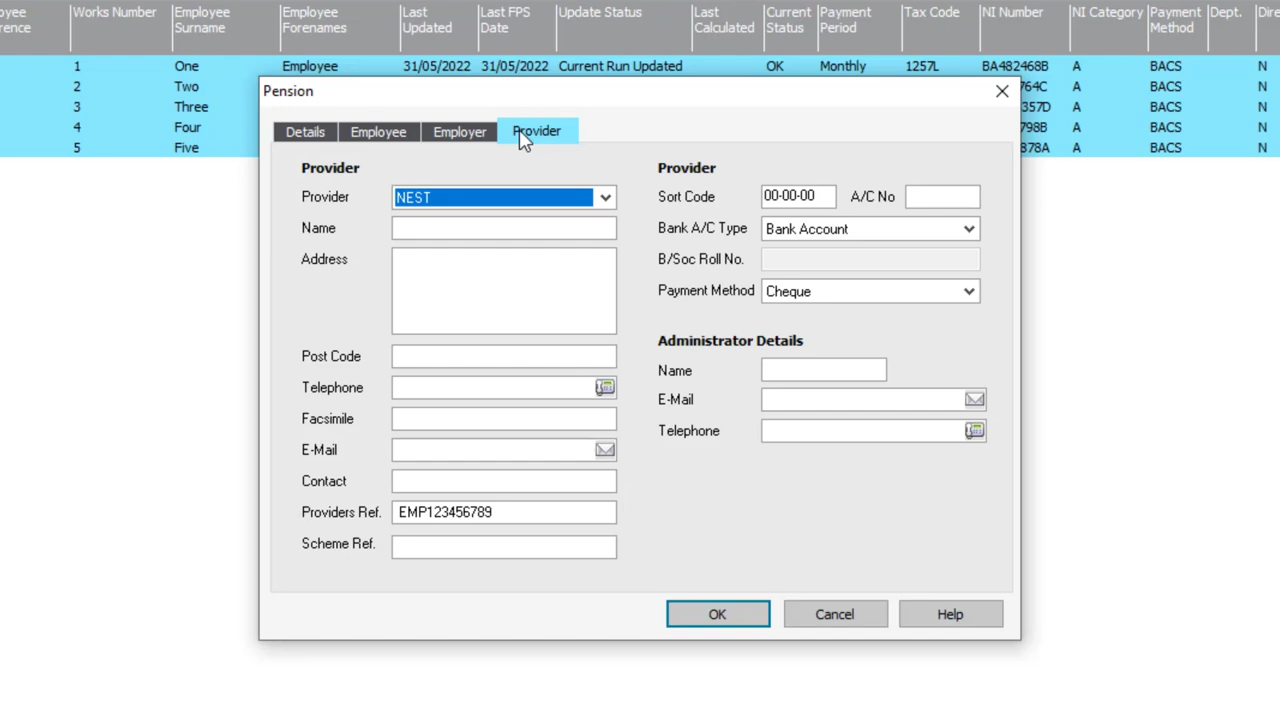 yee
rence
Works Number
Employee
Surname
Employee
Forenames
Last
Updated
Last FPS
Date
Update Status
Last
Calculated
Current
Status
Payment
Period
Tax Code
NI Number
NI Category
Payment
Method
Dept.
Dire
1 One Employee 31/05/2022 31/05/2022 Current Run Updated OK Monthly 1257L BA482468B A BACS N
2 Two 764C A BACS N
3 Three 357D A BACS N
4 Four 798B A BACS N
5 Five 378A A BACS N
Pension
Details Employee Employer Provider
Provider
Provider NEST
Name
Address
Post Code
Telephone
Facsimile
E-Mail
Contact
Providers Ref. EMP123456789
Scheme Ref.
Provider
Sort Code 00-00-00 A/C No
Bank A/C Type Bank Account
B/Soc Roll No.
Payment Method Cheque
Administrator Details
Name
E-Mail
Telephone
OK Cancel Help